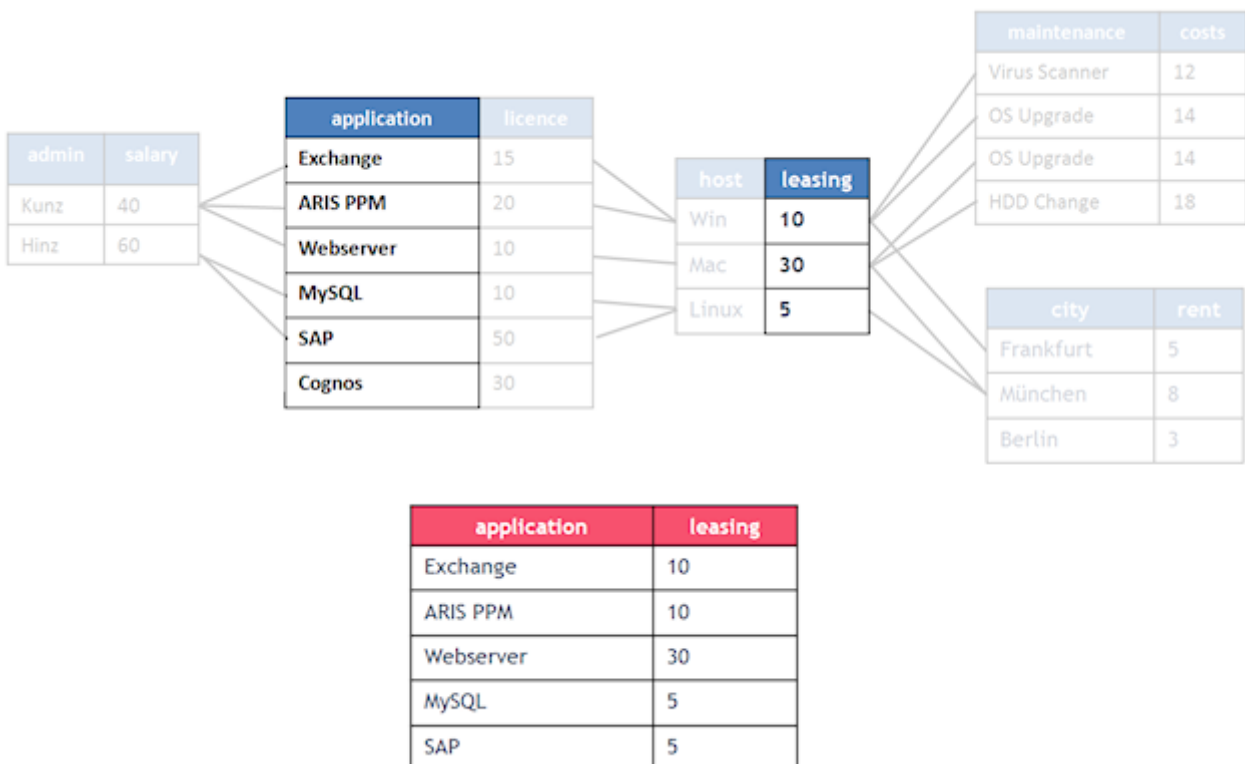 maintenance costs
Virus Scanner 12
OS Upgrade 14
OS Upgrade 14
HDD Change 18
application licence
Exchange 15
ARIS PPM 20
Webserver 10
MySQL 10
SAP 50
Cognos 30
admin salary
Kunz 40
Hinz 60
host leasing
Win 10
Mac 30
Linux 5
city rent
Frankfurt 5
München 8
Berlin 3
application leasing
Exchange 10
ARIS PPM 10
Webserver 30
MySQL 5
SAP 5